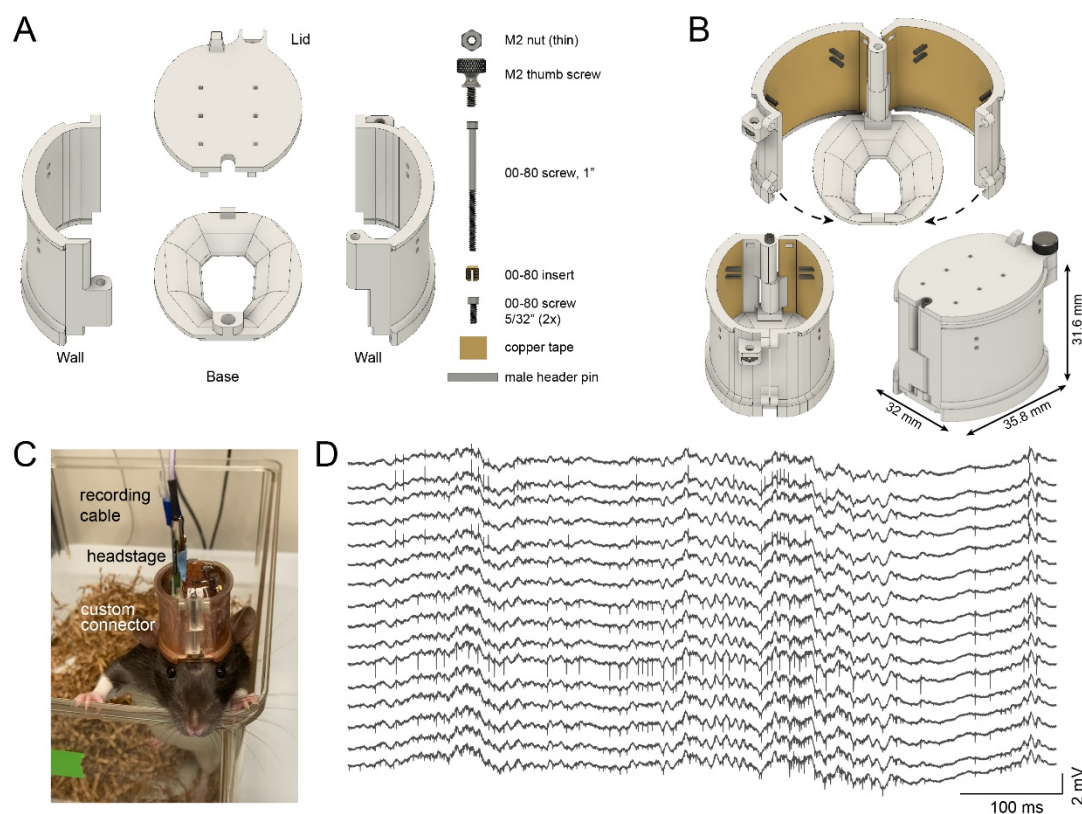 A
Lid
Wall
Base
Wall
M2 nut (thin)
M2 thumb screw
00-80 screw, 1”
00-80 insert
00-80 screw
5/32” (2x)
copper tape
male header pin
B
31.6 mm
32 mm
35.8 mm
C
recording
cable
headstage
custom
connector
D
2 mV
100 ms